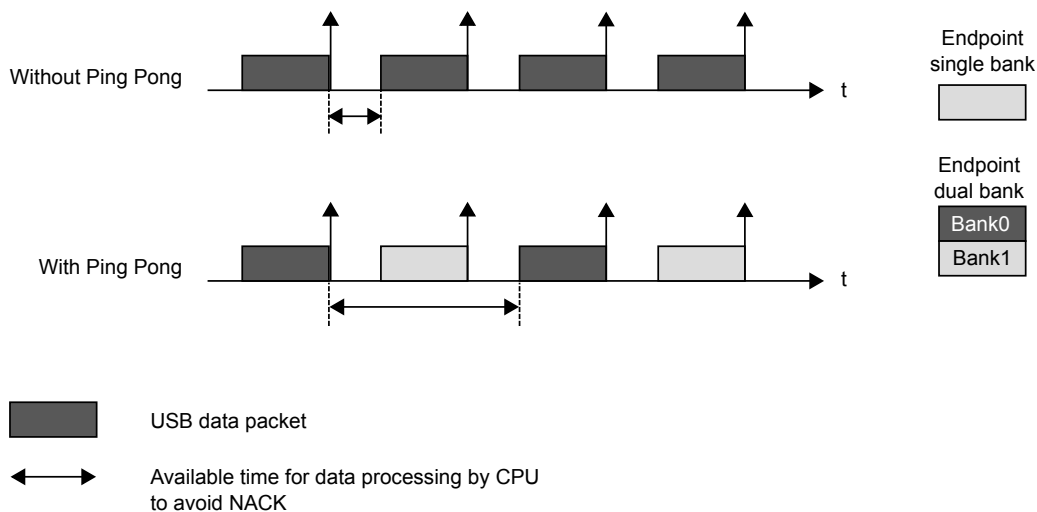 Without Ping Pong
t
Endpoint
single bank
Endpoint
dual bank
Bank0
Bank1
With Ping Pong
t
USB data packet
Available time for data processing by CPU
to avoid NACK